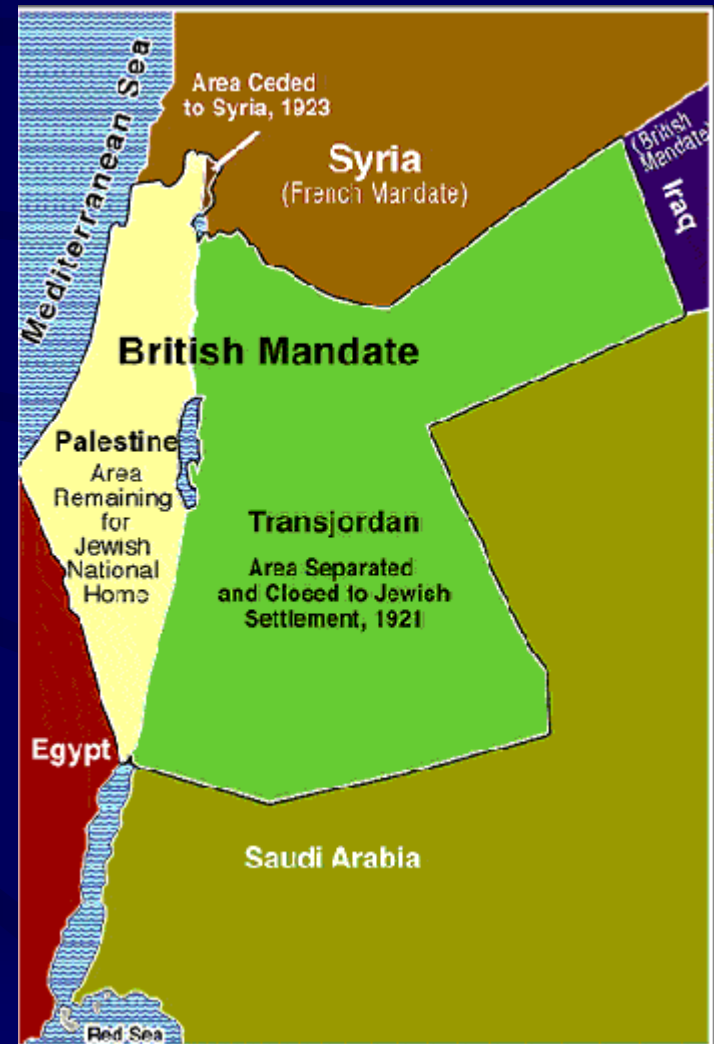 Mediterranean Sea
Area Ceded
to Syria, 1923
Syria
(French Mandate)
(British
Mandate)
Iraq
British Mandate
Palestine
Area
Remaining
for
Jewish
National
Home
Transjordan
Area Separated
and Closed to Jewish
Settlement, 1921
Egypt
Saudi Arabia
Red Sea